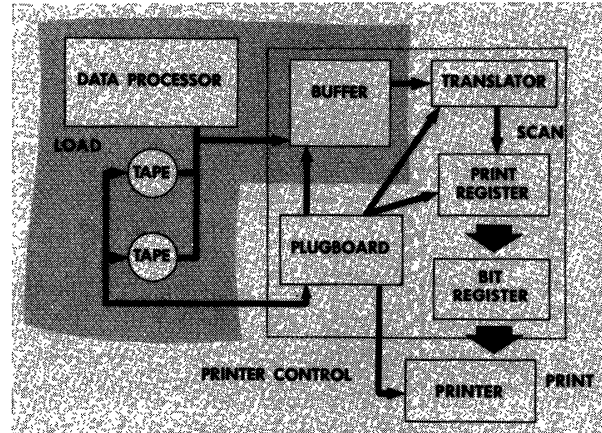 DATA PROCESSOR
LOAD
TAPE
TAPE
BUFFER
TRANSLATOR
SCAN
PRINT
REGISTER
PLUGBOARD
BIT
REGISTER
PRINTER CONTROL
PRINTER
PRINT